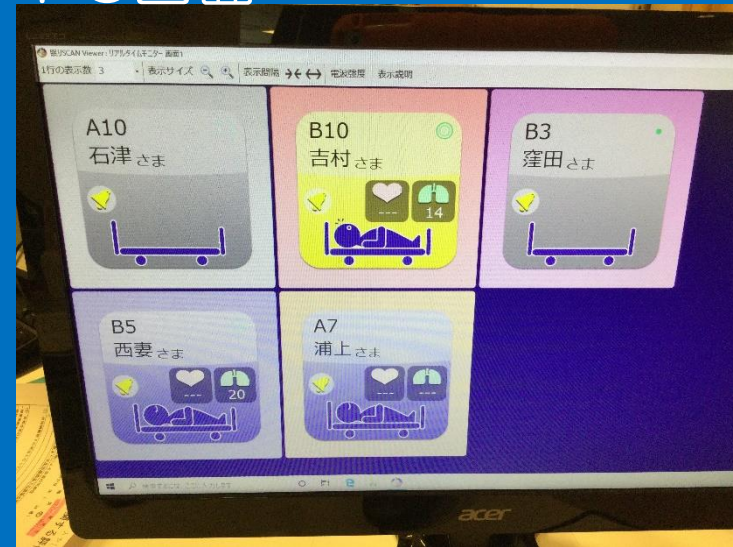 眠りSCAN Viewer : リアルタイムモニター 画面1
1行の表示数 3 表示サイズ 表示間隔 電波強度 表示説明
A10
石津さま
B10
吉村さま
---
14
B3
窪田さま
B5
西妻さま
---
20
A7
浦上さま
---
---
acer